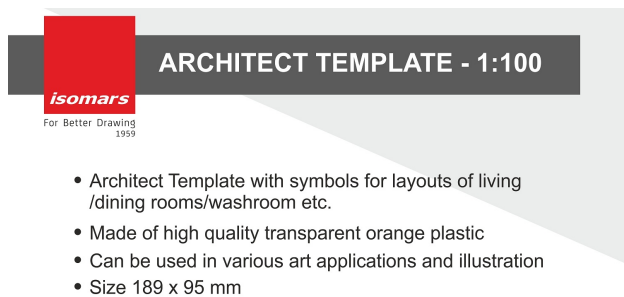 ARCHITECT TEMPLATE - 1:100
isomars
For Better Drawing
1959
• Architect Template with symbols for layouts of living
/dining rooms/washroom etc.
• Made of high quality transparent orange plastic
• Can be used in various art applications and illustration
• Size 189 x 95 mm